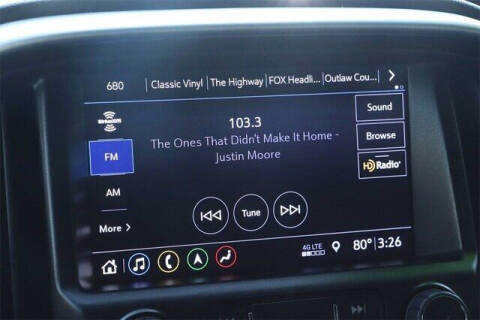 680 Classic Vinyl The Highway FOX Headli... Outlaw Cou...
SiriusXM
103.3
Sound
The Ones That Didn't Make It Home -
Justin Moore
Browse
FM
HD Radio
AM
Tune
More
4G LTE
80° 3:26